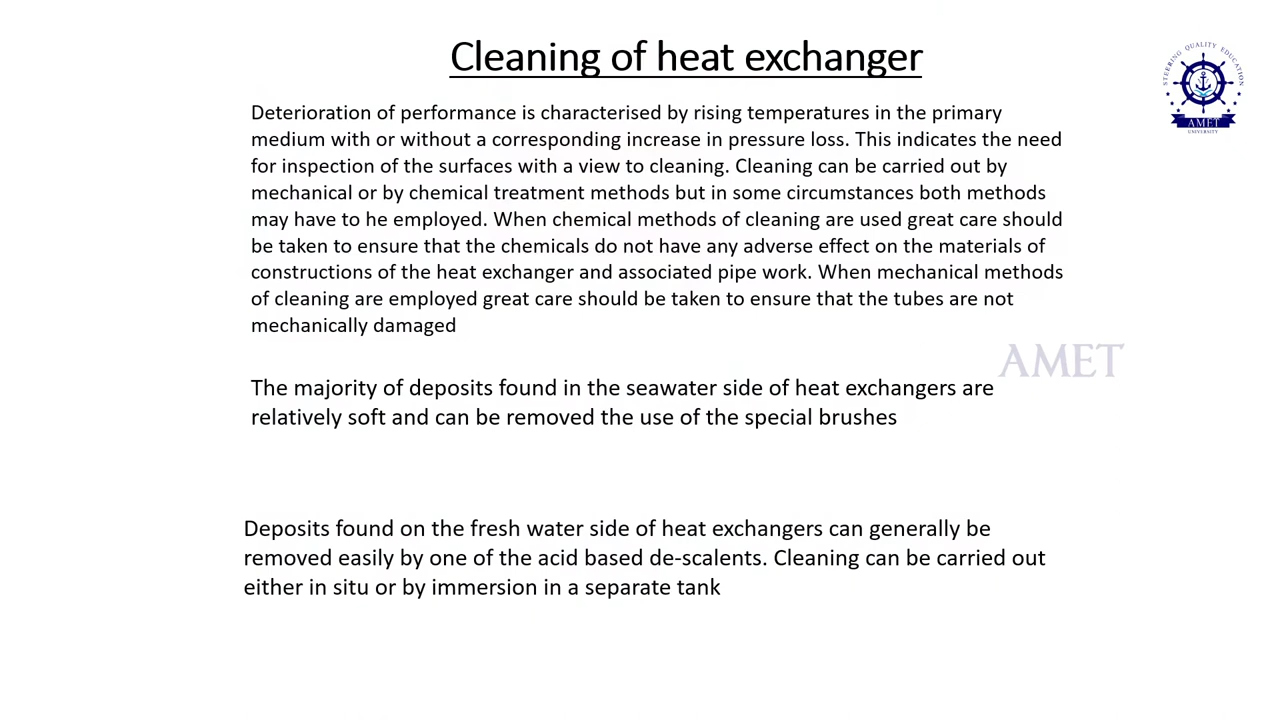 Cleaning of heat exchanger
STEERING QUALITY EDUCATION
AMET
UNIVERSITY
Deterioration of performance is characterised by rising temperatures in the primary
medium with or without a corresponding increase in pressure loss. This indicates the need
for inspection of the surfaces with a view to cleaning. Cleaning can be carried out by
mechanical or by chemical treatment methods but in some circumstances both methods
may have to he employed. When chemical methods of cleaning are used great care should
be taken to ensure that the chemicals do not have any adverse effect on the materials of
constructions of the heat exchanger and associated pipe work. When mechanical methods
of cleaning are employed great care should be taken to ensure that the tubes are not
mechanically damaged
AMET
The majority of deposits found in the seawater side of heat exchangers are
relatively soft and can be removed the use of the special brushes
Deposits found on the fresh water side of heat exchangers can generally be
removed easily by one of the acid based de-scalents. Cleaning can be carried out
either in situ or by immersion in a separate tank